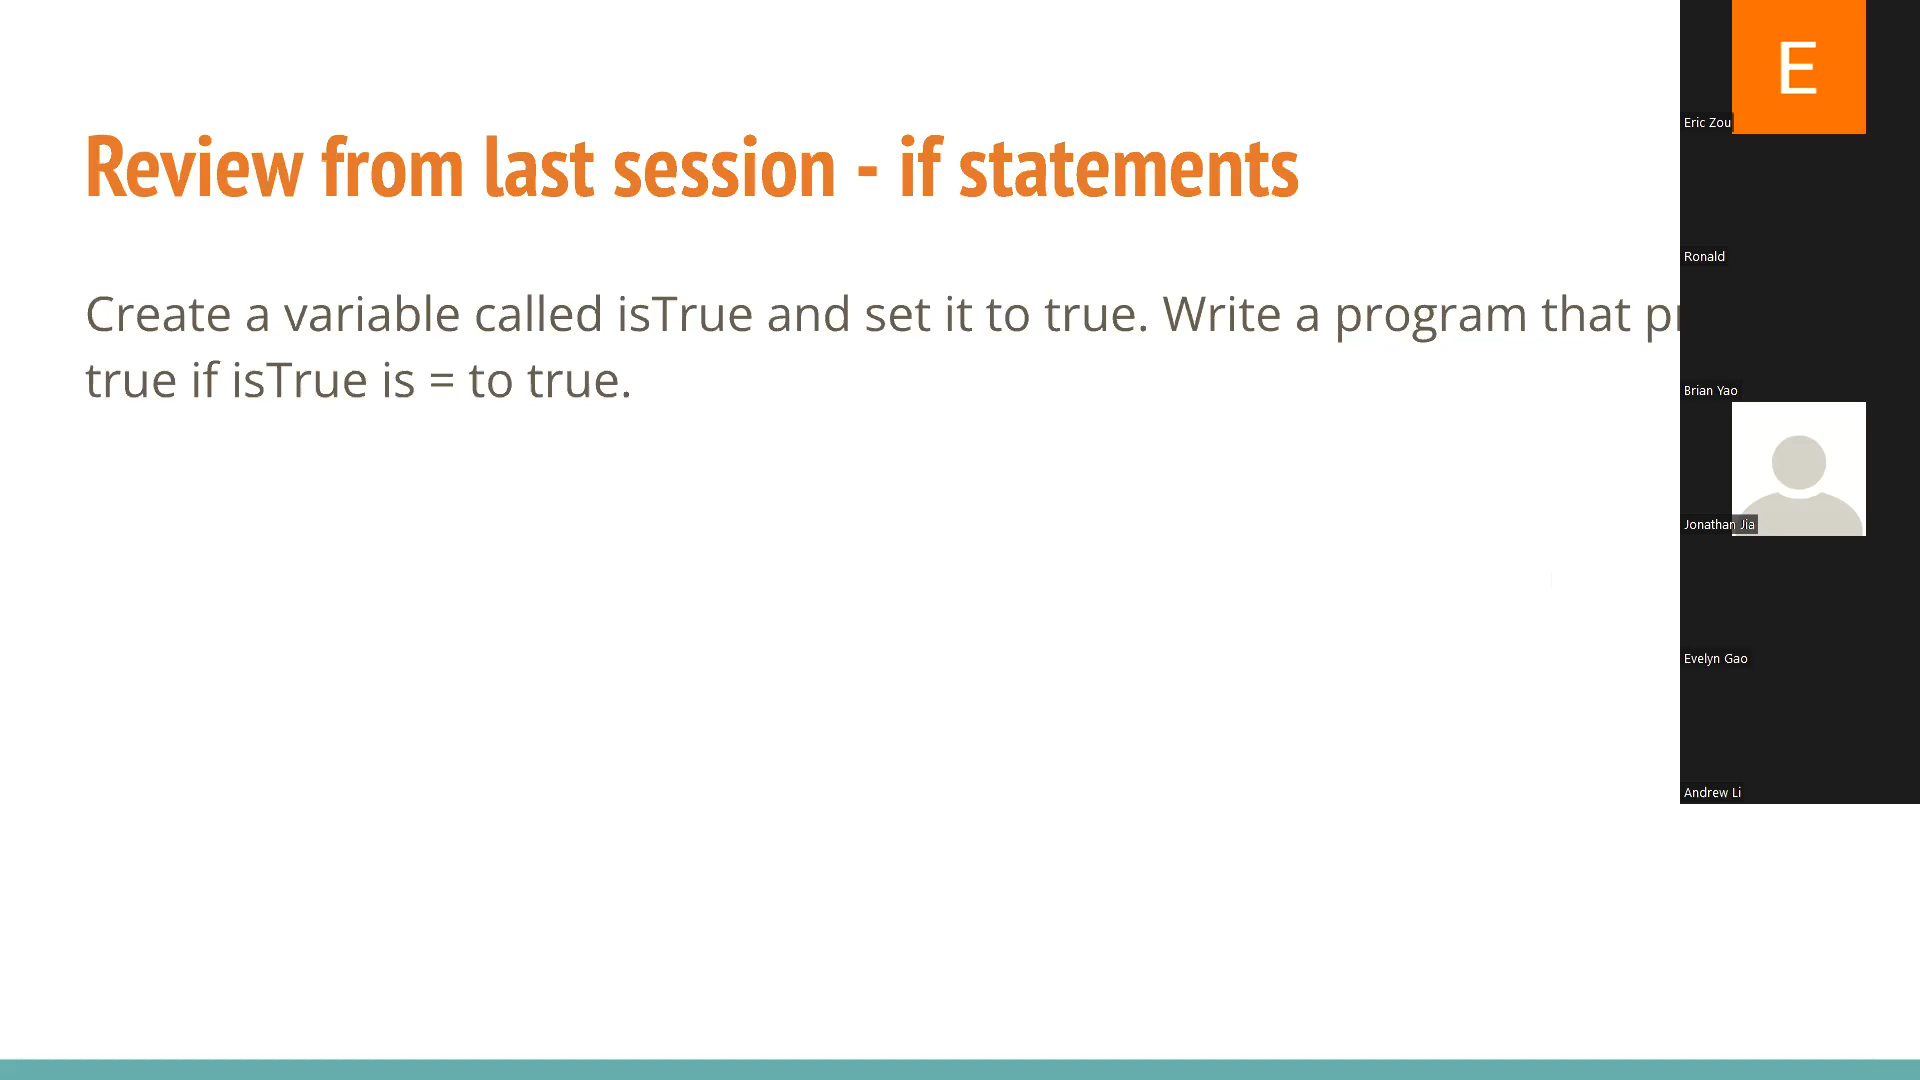 Review from last session - if statements
Create a variable called isTrue and set it to true. Write a program that
true if isTrue is = to true.
E
Eric Zou
Ronald
Brian Yao
Jonathan Jia
Evelyn Gao
Andrew Li